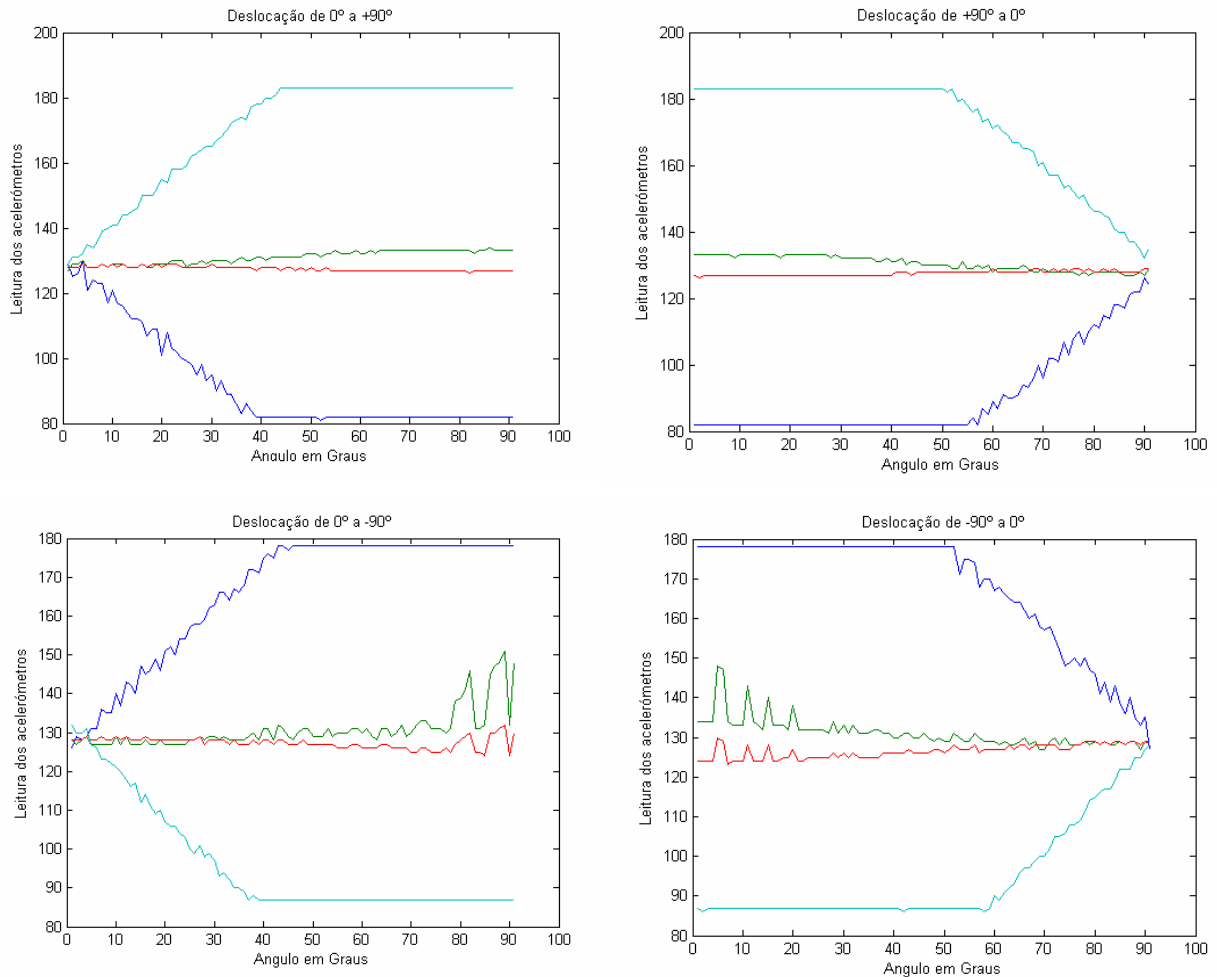 Deslocação de 0º a +90º
200
180
160
140
120
100
80
0 10 20 30 40 50 60 70 80 90 100
Leitura dos acelerómetros
Angulo em Graus
Deslocação de +90º a 0º
200
180
160
140
120
100
80
0 10 20 30 40 50 60 70 80 90 100
Leitura dos acelerómetros
Angulo em Graus
Deslocação de 0º a -90º
180
170
160
150
140
130
120
110
100
90
80
0 10 20 30 40 50 60 70 80 90 100
Leitura dos acelerómetros
Angulo em Graus
Deslocação de -90º a 0º
180
170
160
150
140
130
120
110
100
90
80
0 10 20 30 40 50 60 70 80 90 100
Leitura dos acelerómetros
Angulo em Graus